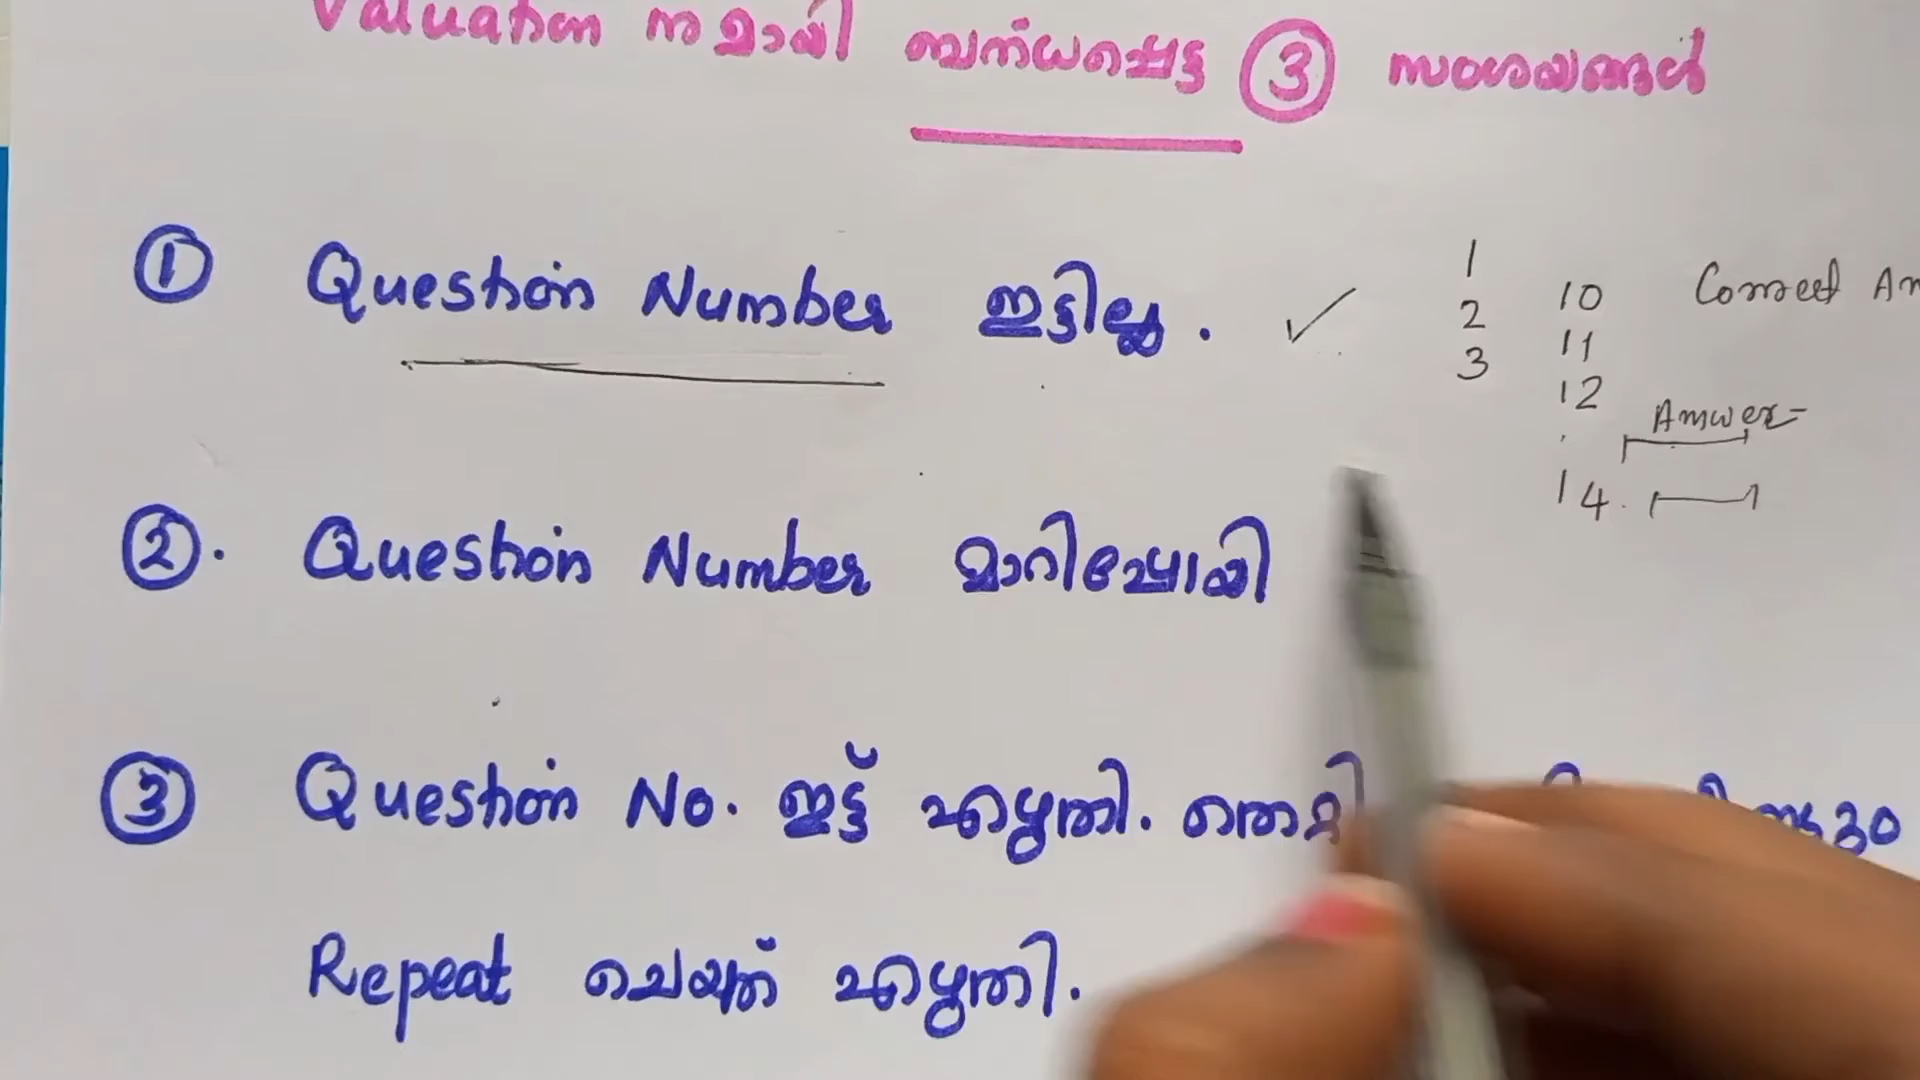 Valuation നുമായി ബന്ധപ്പെട്ട 3 സംശയങ്ങൾ
1 Question Number ഇട്ടില്ല.
1
2
3
10
11
12
14.
Correct An
Answer
2. Question Number മാറിപ്പോയി
3 Question No. ഇട്ട് എഴുതി. തെറ്റി
Repeat ചെയ്ത് എഴുതി.